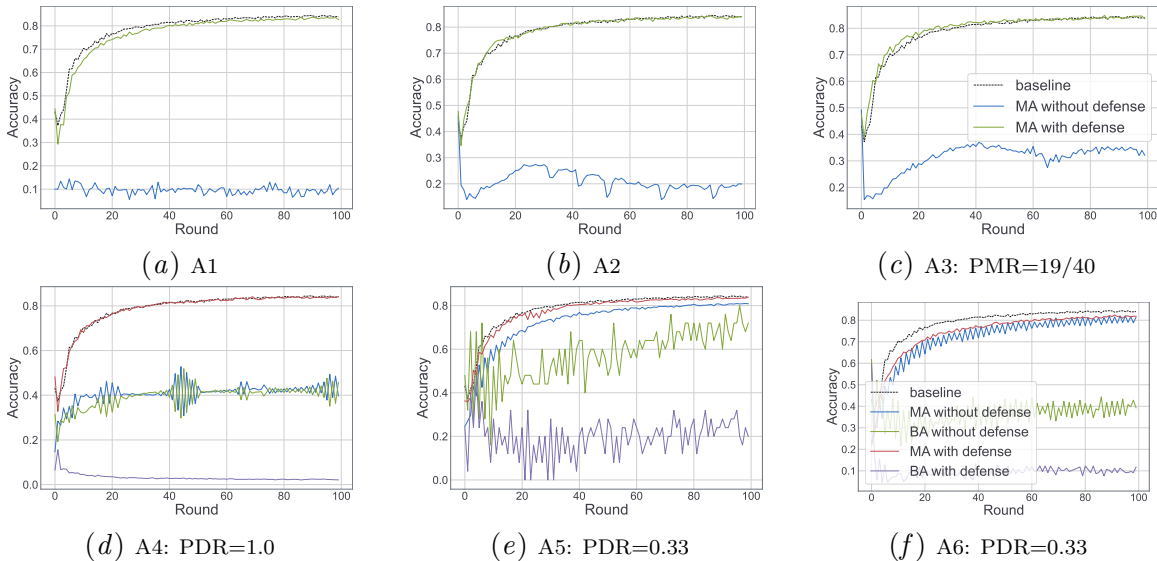 Accuracy
0.8
0.7
0.6
0.5
0.4
0.3
0.2
0.1
0 20 40 60 80 100
Round
(a) A1
Accuracy
0.8
0.6
0.4
0.2
0 20 40 60 80 100
Round
(b) A2
Accuracy
0.8
0.7
0.6
0.5
0.4
0.3
0.2
baseline
MA without defense
MA with defense
0 20 40 60 80 100
Round
(c) A3: PMR=19/40
Accuracy
0.8
0.6
0.4
0.2
0.0
0 20 40 60 80 100
Round
(d) A4: PDR=1.0
Accuracy
0.8
0.6
0.4
0.2
0.0
0 20 40 60 80 100
Round
(e) A5: PDR=0.33
Accuracy
0.8
0.7
0.6
0.5
0.4
0.3
0.2
0.1
baseline
MA without defense
BA without defense
MA with defense
BA with defense
0 20 40 60 80 100
Round
(f) A6: PDR=0.33